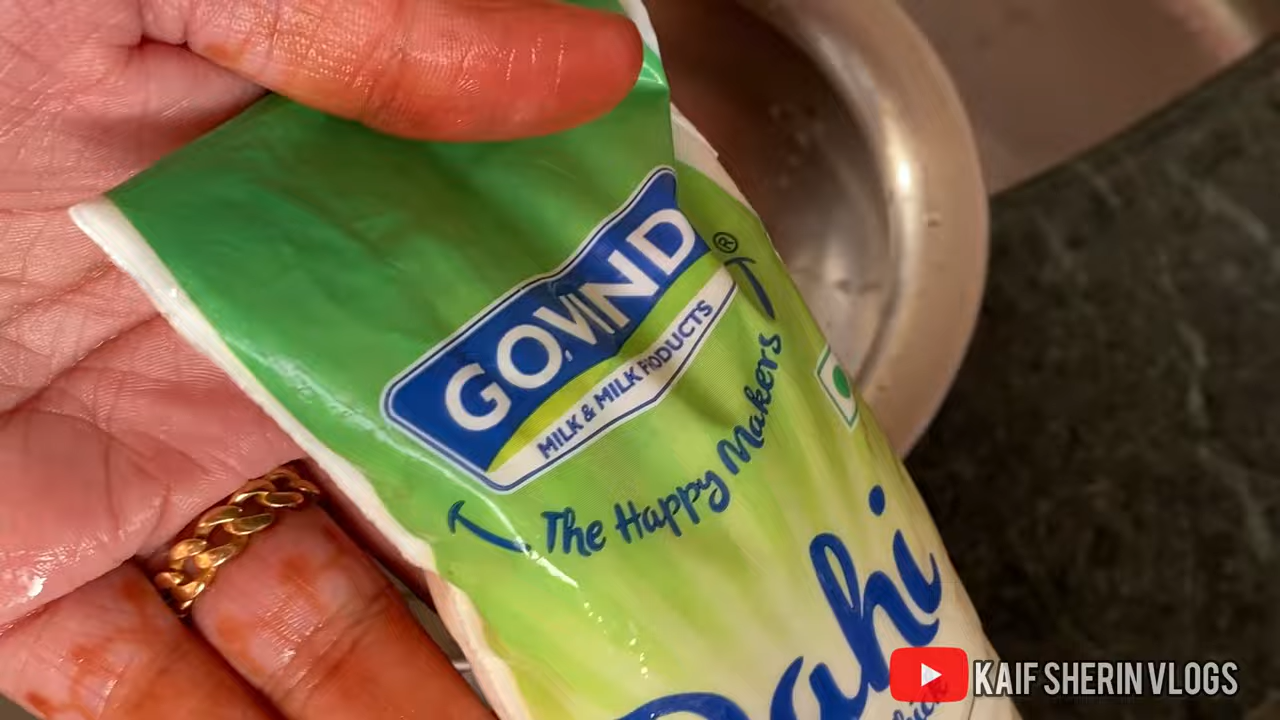 GOVIND
®
MILK & MILK PRODUCTS
The Happy Makers
Dahi
KAIF SHERIN VLOGS